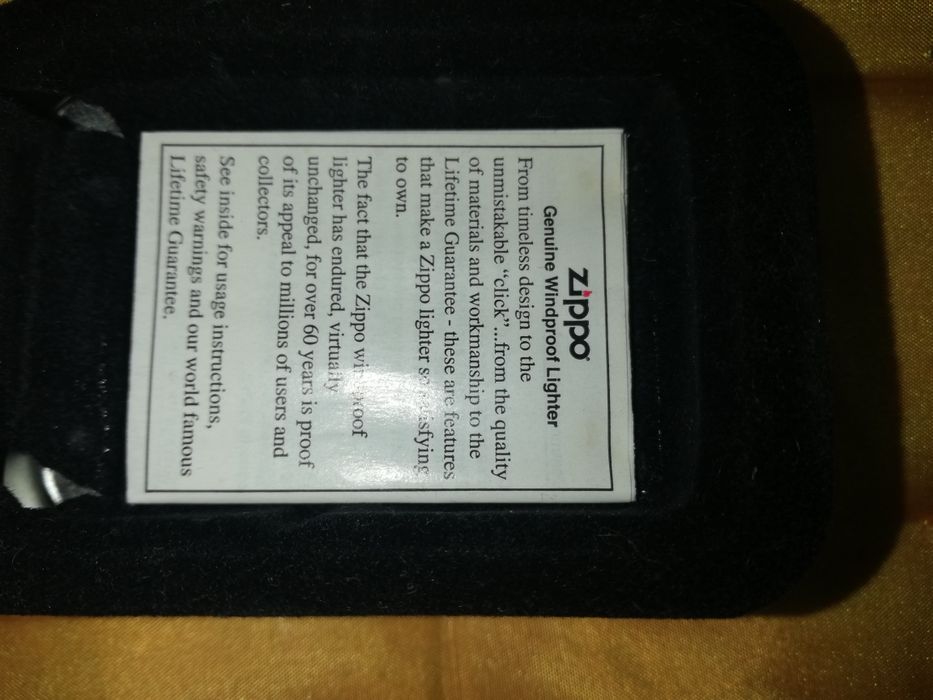 Zippo
Genuine Windproof Lighter
From timeless design to the
unmistakable “click”...from the quality
of materials and workmanship to the
Lifetime Guarantee - these are features
that make a Zippo lighter so satisfying
to own.
The fact that the Zippo windproof
lighter has endured, virtually
unchanged, for over 60 years is proof
of its appeal to millions of users and
collectors.
See inside for usage instructions,
safety warnings and our world famous
Lifetime Guarantee.